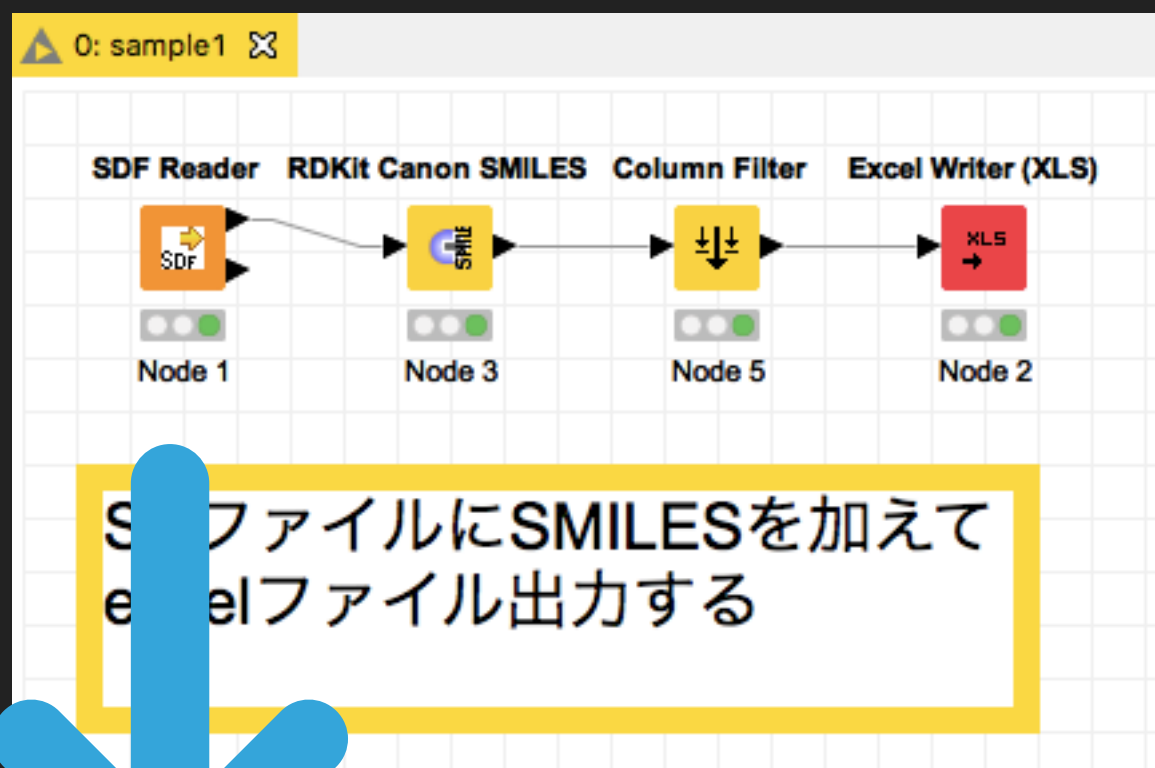 0: sample1
SDF Reader RDKit Canon SMILES Column Filter Excel Writer (XLS)
SDF SMILE XLS
Node 1 Node 3 Node 5 Node 2
ファイルにSMILESを加えて
ファイル出力する